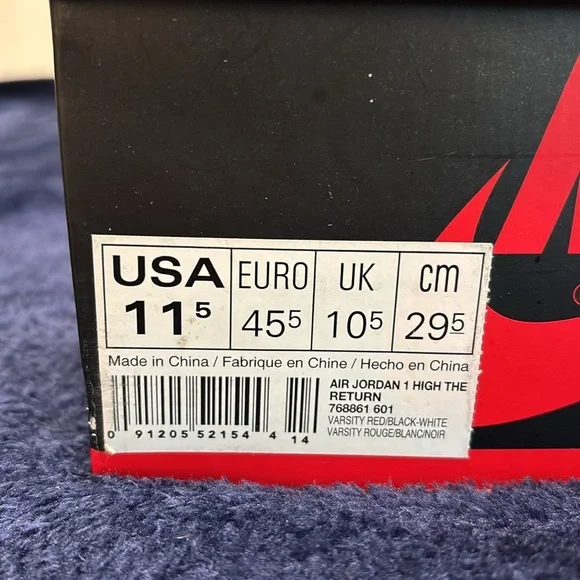 USA EURO UK cm
11⁵ 45⁵ 10⁵ 29⁵
Made in China / Fabrique en Chine / Hecho en China
AIR JORDAN 1 HIGH THE
RETURN
768861 601
VARSITY RED/BLACK-WHITE
VARSITY ROUGE/BLANC/NOIR
0 91205 52154 4 14